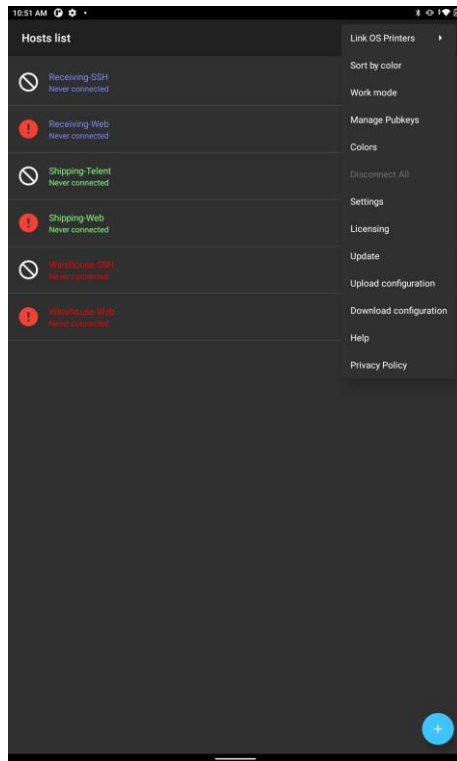 10:51 AM
Hosts list
Receiving-SSH
Never connected
Receiving-Web
Never connected
Shipping-Telent
Never connected
Shipping-Web
Never connected
Warehouse-SSH
Never connected
Warehouse-Web
Never connected
Link OS Printers
Sort by color
Work mode
Manage Pubkeys
Colors
Disconnect All
Settings
Licensing
Update
Upload configuration
Download configuration
Help
Privacy Policy